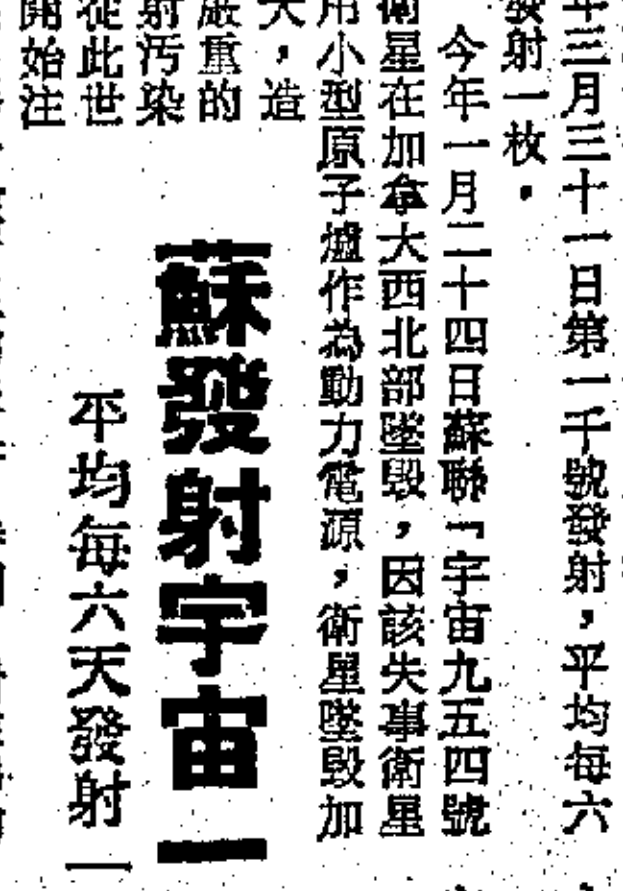 年三月三十一日第一千號發射，平均每六
發射一枚。
今年一月二十四日蘇聯「宇宙九五四號
衛星在加拿大西北部墜毀，因該失事衛星
用小型原子爐作為動力電源，衛星墜毀加
大，造
嚴重的
射汚染
從此世
開始注
蘇發射宇宙一
平均每六天發射一